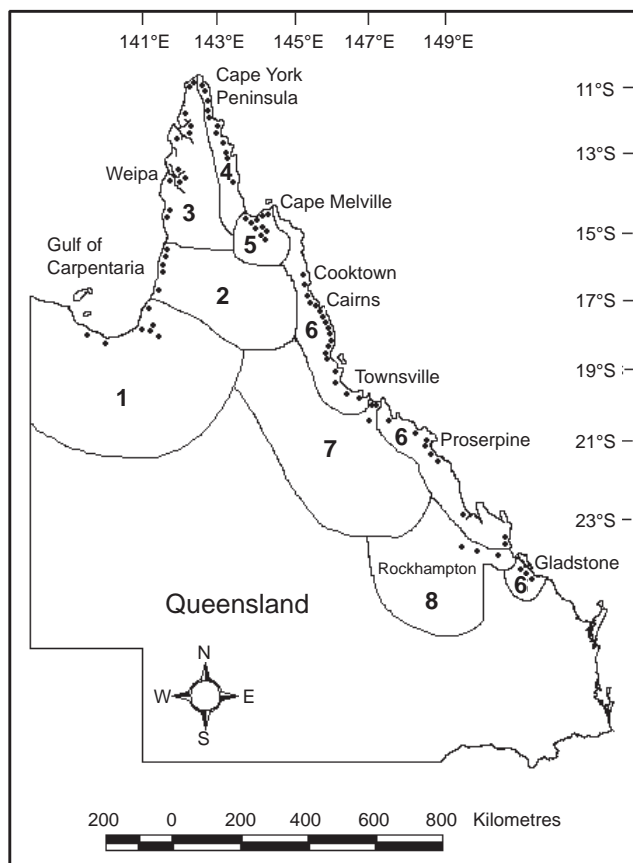 141°E 143°E 145°E 147°E 149°E
Cape York
Peninsula
11°S
13°S
Weipa
4
3
Cape Melville
5
15°S
Gulf of
Carpentaria
Cooktown
2
Cairns
17°S
6
1
19°S
Townsville
7
6
Proserpine
21°S
23°S
Gladstone
Rockhampton
6
8
Queensland
N
W E
S
200 0 200 400 600 800 Kilometres